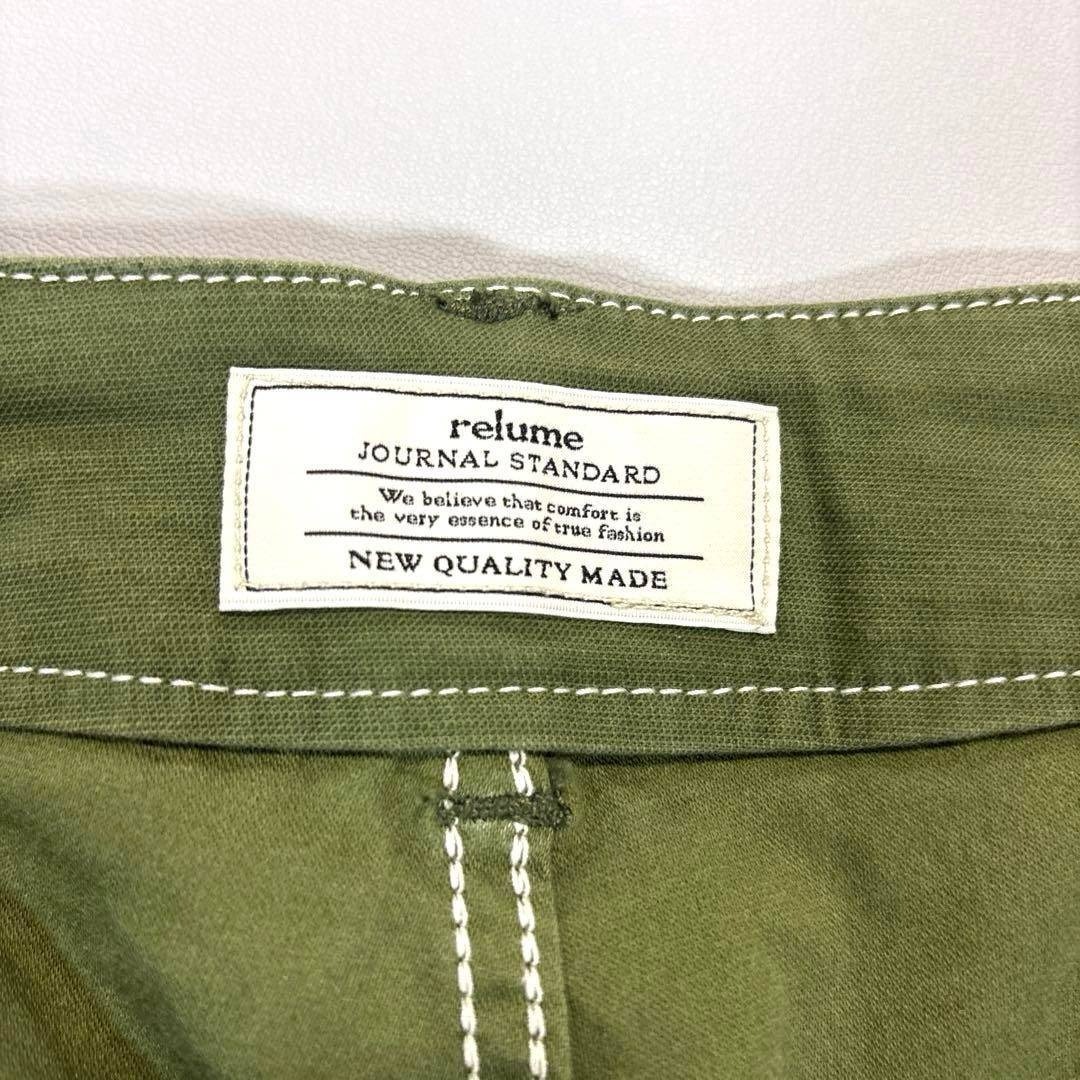 relume
JOURNAL STANDARD
We believe that comfort is
the very essence of true fashion
NEW QUALITY MADE